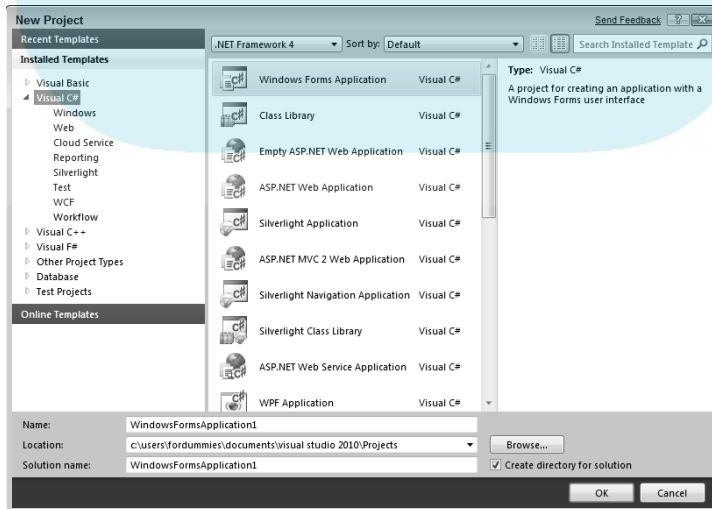 New Project
Send Feedback
Recent Templates
Installed Templates
Visual Basic
Visual C#
Windows
Web
Cloud Service
Reporting
Silverlight
Test
WCF
Workflow
Visual C++
Visual F#
Other Project Types
Database
Test Projects
Online Templates
.NET Framework 4 Sort by: Default
Search Installed Template
Windows Forms Application Visual C#
Class Library Visual C#
Empty ASP.NET Web Application Visual C#
ASP.NET Web Application Visual C#
Silverlight Application Visual C#
ASP.NET MVC 2 Web Application Visual C#
Silverlight Navigation Application Visual C#
Silverlight Class Library Visual C#
ASP.NET Web Service Application Visual C#
WPF Application Visual C#
Type: Visual C#
A project for creating an application with a
Windows Forms user interface
Name: WindowsFormsApplication1
Location: c:\users\fordummies\documents\visual studio 2010\Projects
Browse...
Solution name: WindowsFormsApplication1
Create directory for solution
OK Cancel